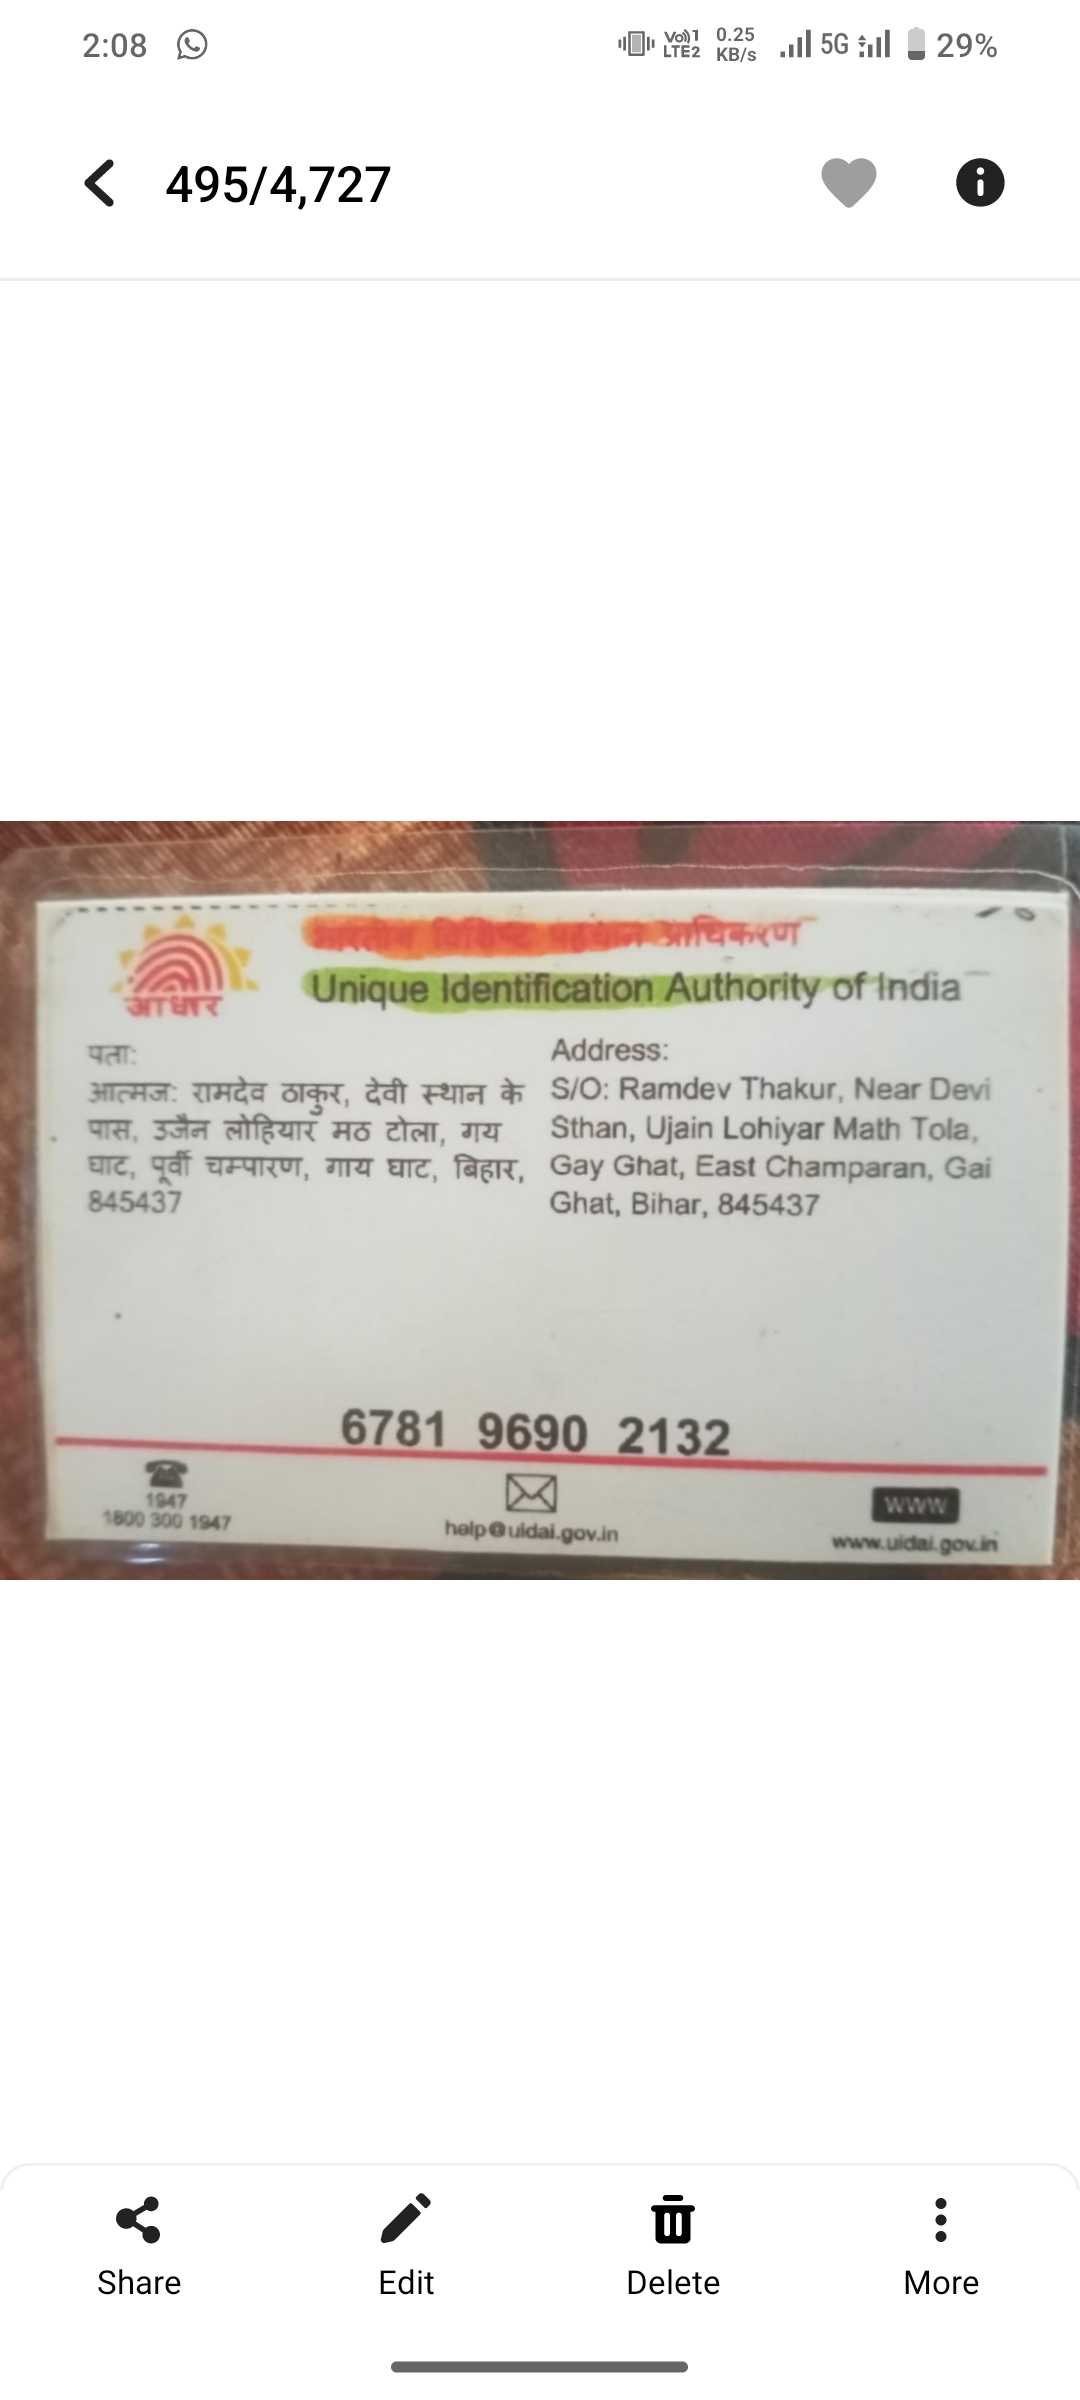 2:08
Vo)) 1 LTE2
0.25 KB/s
5G
29%
495/4,727
भारतीय विशिष्ट पहचान प्राधिकरण
Unique Identification Authority of India
आधार
पता:
आत्मज: रामदेव ठाकुर, देवी स्थान के
पास, उजैन लोहियार मठ टोला, गय
घाट, पूर्वी चम्पारण, गाय घाट, बिहार,
845437
Address:
S/O: Ramdev Thakur, Near Devi
Sthan, Ujain Lohiyar Math Tola,
Gay Ghat, East Champaran, Gai
Ghat, Bihar, 845437
6781 9690 2132
1947
1800 300 1947
help@uidai.gov.in
WWW
www.uidai.gov.in
Share
Edit
Delete
More